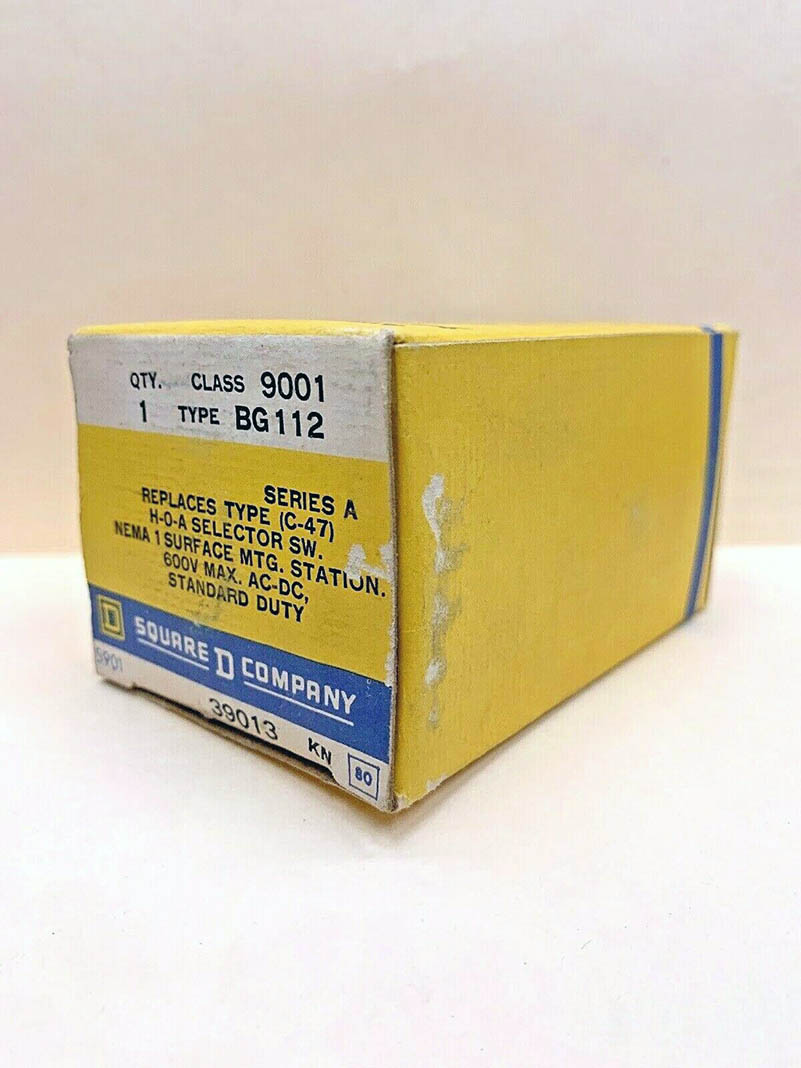 QTY. CLASS 9001
1 TYPE BG112
SERIES A
REPLACES TYPE (C-47)
H-O-A SELECTOR SW.
NEMA 1 SURFACE MTG. STATION.
600V MAX. AC-DC,
STANDARD DUTY
D SQUARE D COMPANY
5901
39013 KN 80